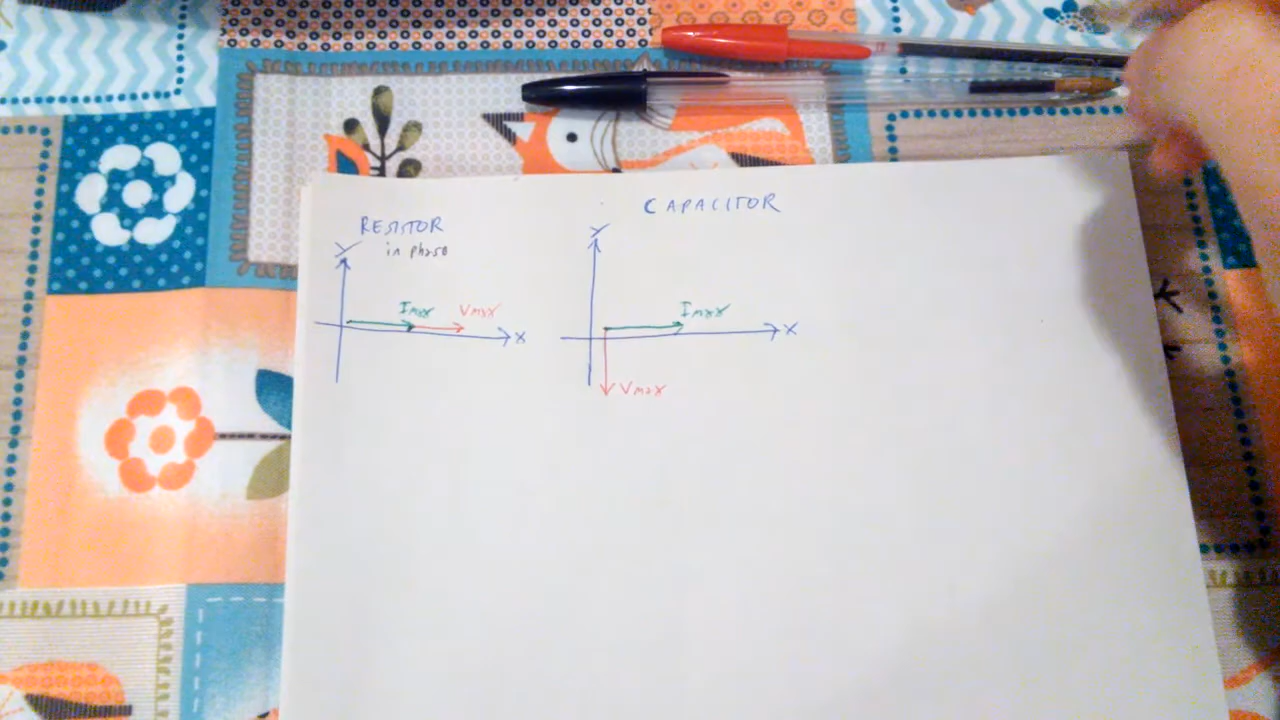 RESISTOR
in phase
Y
Imax Vmax
X
CAPACITOR
Y
Imax
X
Vmax